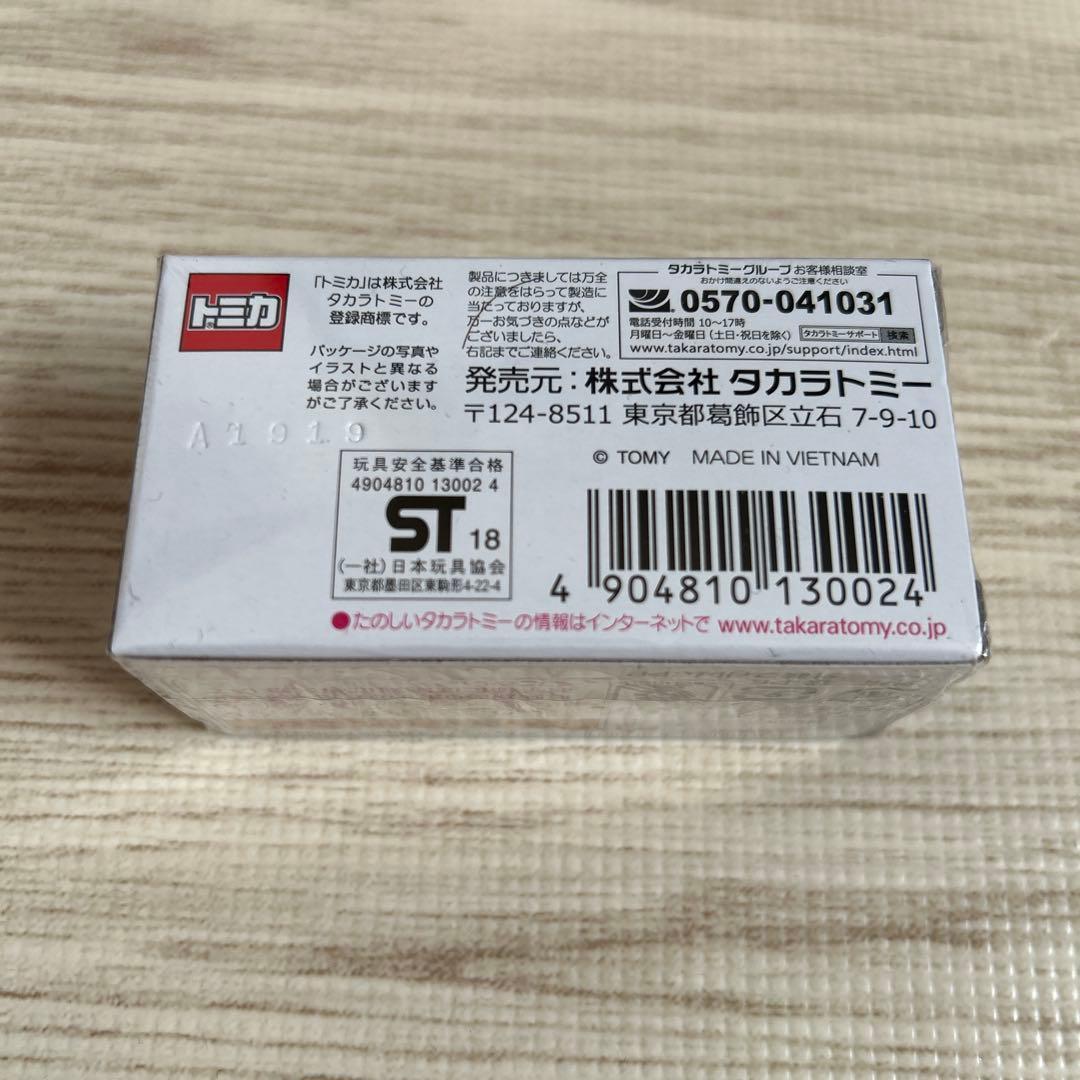 トミカ
®
「トミカ」は株式会社
タカラトミーの
登録商標です。
パッケージの写真や
イラストと異なる
場合がございます
がご了承ください。
A1919
製品につきましては万全
の注意をはらって製造に
当たっておりますが、
万一お気づきの点などが
ございましたら、
右記までご連絡ください。
タカラトミーグループ お客様相談室
おかけ間違えのないようご注意ください
0570-041031
電話受付時間 10〜17時
月曜日〜金曜日(土日・祝日を除く) タカラトミーサポート 検索
www.takaratomy.co.jp/support/index.html
発売元:株式会社 タカラトミー
〒124-8511 東京都葛飾区立石 7-9-10
© TOMY MADE IN VIETNAM
玩具安全基準合格
4904810 13002 4
ST 18
(一社)日本玩具協会
東京都墨田区東駒形4-22-4
4 904810 130024
●たのしいタカラトミーの情報はインターネットで www.takaratomy.co.jp